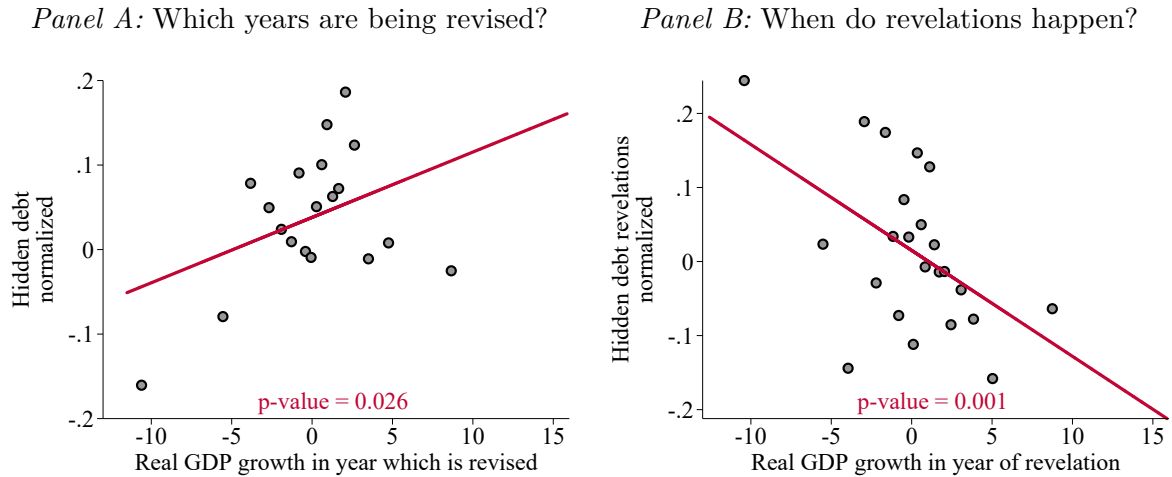 Panel A: Which years are being revised?
.2
.1
0
-.1
-.2
Hidden debt
normalized
p-value = 0.026
-10 -5 0 5 10 15
Real GDP growth in year which is revised
Panel B: When do revelations happen?
.2
.1
0
-.1
-.2
Hidden debt revelations
normalized
p-value = 0.001
-10 -5 0 5 10 15
Real GDP growth in year of revelation